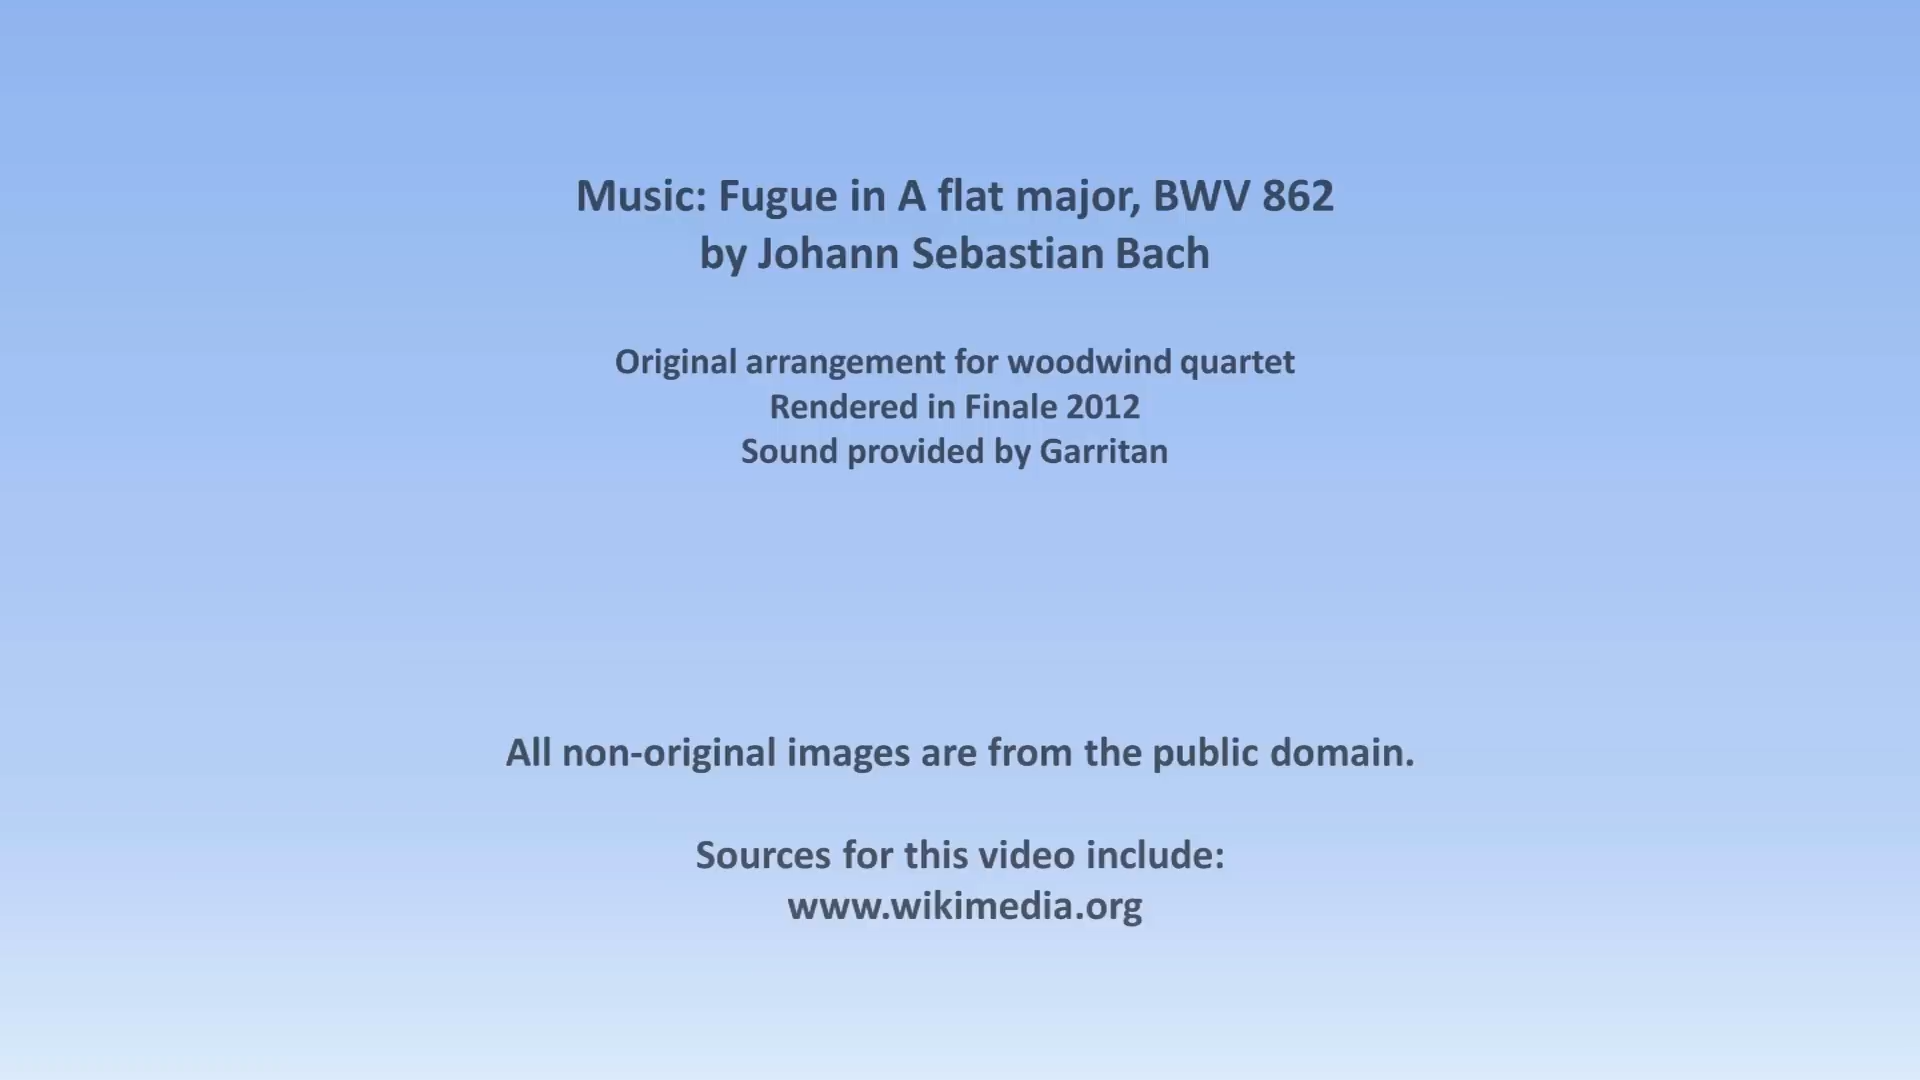 Music: Fugue in A flat major, BWV 862
by Johann Sebastian Bach
Original arrangement for woodwind quartet
Rendered in Finale 2012
Sound provided by Garritan
All non-original images are from the public domain.
Sources for this video include:
www.wikimedia.org